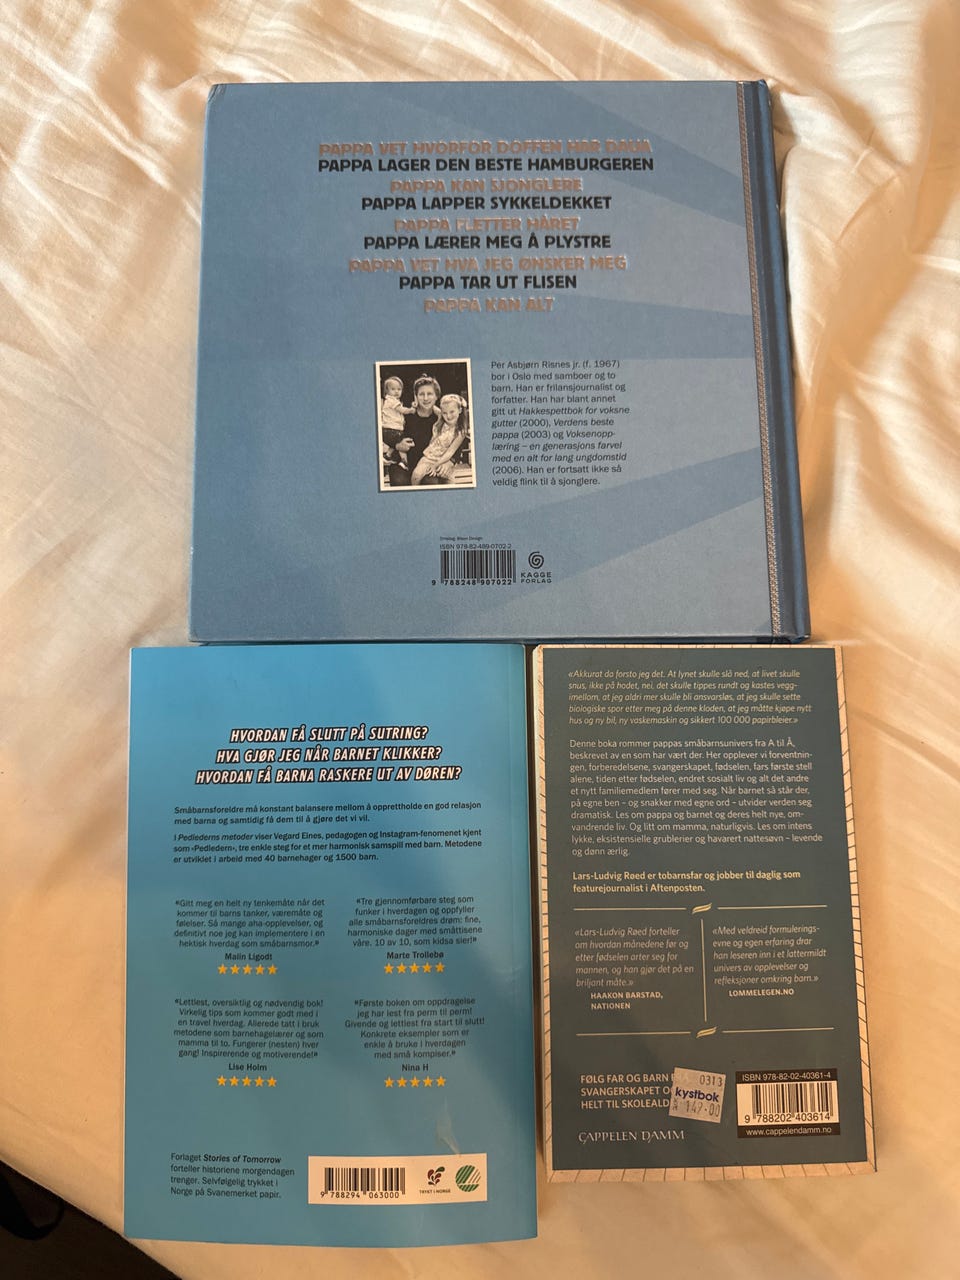 PAPPA VET HVORFOR DOFFEN HAR DAUA
PAPPA LAGER DEN BESTE HAMBURGEREN
PAPPA KAN SJONGLERE
PAPPA LAPPER SYKKELDEKKET
PAPPA FLETTER HÅRET
PAPPA LÆRER MEG Å PLYSTRE
PAPPA VET HVA JEG ØNSKER MEG
PAPPA TAR UT FLISEN
PAPPA KAN ALT
Per Asbjørn Risnes jr. (f. 1967)
bor i Oslo med samboer og to
barn. Han er frilansjournalist og
forfatter. Han har blant annet
gitt ut Hakkespettbok for voksne
gutter (2000), Verdens beste
pappa (2003) og Voksenopp-
læring – en generasjons farvel
med en alt for lang ungdomstid
(2006). Han er fortsatt ikke så
veldig flink til å sjonglere.
Omslag: Design
ISBN 978-82-489-0702-2
9 788248 907022
KAGGE
FORLAG
HVORDAN FÅ SLUTT PÅ SUTRING?
HVA GJØR JEG NÅR BARNET KLIKKER?
HVORDAN FÅ BARNA RASKERE UT AV DØREN?
Småbarnsforeldre må konstant balansere mellom å opprettholde en god relasjon
med barna og samtidig få dem til å gjøre det vi vil.
I Pedlederns metoder viser Vegard Eines, pedagogen og Instagram-fenomenet kjent
som «Pedledern», tre enkle steg for et mer harmonisk samspill med barn. Metodene
er utviklet i arbeid med 40 barnehager og 1500 barn.
«Gitt meg en helt ny tenkemåte når det
kommer til barns tanker, væremåte og
følelser. Så mange aha-opplevelser, og
definitivt noe jeg kan implementere i en
hektisk hverdag som småbarnsmor.»
Malin Ligodt
«Tre gjennomførbare steg som
funker i hverdagen og oppfyller
alle småbarnsforeldres drøm: fine,
harmoniske dager med småttisene
våre. 10 av 10, som kidsa sier!»
Marte Trollebø
«Lettlest, oversiktlig og nødvendig bok!
Virkelig tips som kommer godt med i
en travel hverdag. Allerede tatt i bruk
metodene som barnehagelærer og som
mamma til to. Fungerer (nesten) hver
gang! Inspirerende og motiverende!»
Lise Holm
«Første boken om oppdragelse
jeg har lest fra perm til perm!
Givende og lettlest fra start til slutt!
Konkrete eksempler som er
enkle å bruke i hverdagen
med små kompiser.»
Nina H
Forlaget Stories of Tomorrow
forteller historiene morgendagen
trenger. Selvfølgelig trykket i
Norge på Svanemerket papir.
9 788294 063000
TRYKT I NORGE
«Akkurat da forsto jeg det. At lynet skulle slå ned, at livet skulle
snus, ikke på hodet, nei, det skulle tippes rundt og kastes vegg-
imellom, at jeg aldri mer skulle bli ansvarsløs, at jeg skulle sette
biologiske spor etter meg på denne kloden, at jeg måtte kjøpe nytt
hus og ny bil, ny vaskemaskin og sikkert 100 000 papirbleier.»
Denne boka rommer pappas småbarnsunivers fra A til Å,
beskrevet av en som har vært der. Her opplever vi forventnin-
gen, forberedelsene, svangerskapet, fødselen, fars første stell
alene, tiden etter fødselen, endret sosialt liv og alt det andre
et nytt familiemedlem fører med seg. Når barnet så står der,
på egne ben – og snakker med egne ord – utvider verden seg
dramatisk. Les om pappa og barnet og deres helt nye, om-
vandrende liv. Og litt om mamma, naturligvis. Les om intens
lykke, eksistensielle grublerier og havarert nattesøvn – levende
og dønn ærlig.
Lars-Ludvig Røed er tobarnsfar og jobber til daglig som
featurejournalist i Aftenposten.
«Lars-Ludvig Røed forteller
om hvordan månedene før og
etter fødselen arter seg for
mannen, og han gjør det på en
briljant måte.»
HAAKON BARSTAD,
NATIONEN
«Med veldreid formulerings-
evne og egen erfaring drar
han leseren inn i et lattermildt
univers av opplevelser og
refleksjoner omkring barn.»
LOMMELEGEN.NO
FØLG FAR OG BARN F
SVANGERSKAPET O
HELT TIL SKOLEALD
0313
kystbok
149.00
ISBN 978-82-02-40361-4
9 788202 403614
www.cappelendamm.no
CAPPELEN DAMM